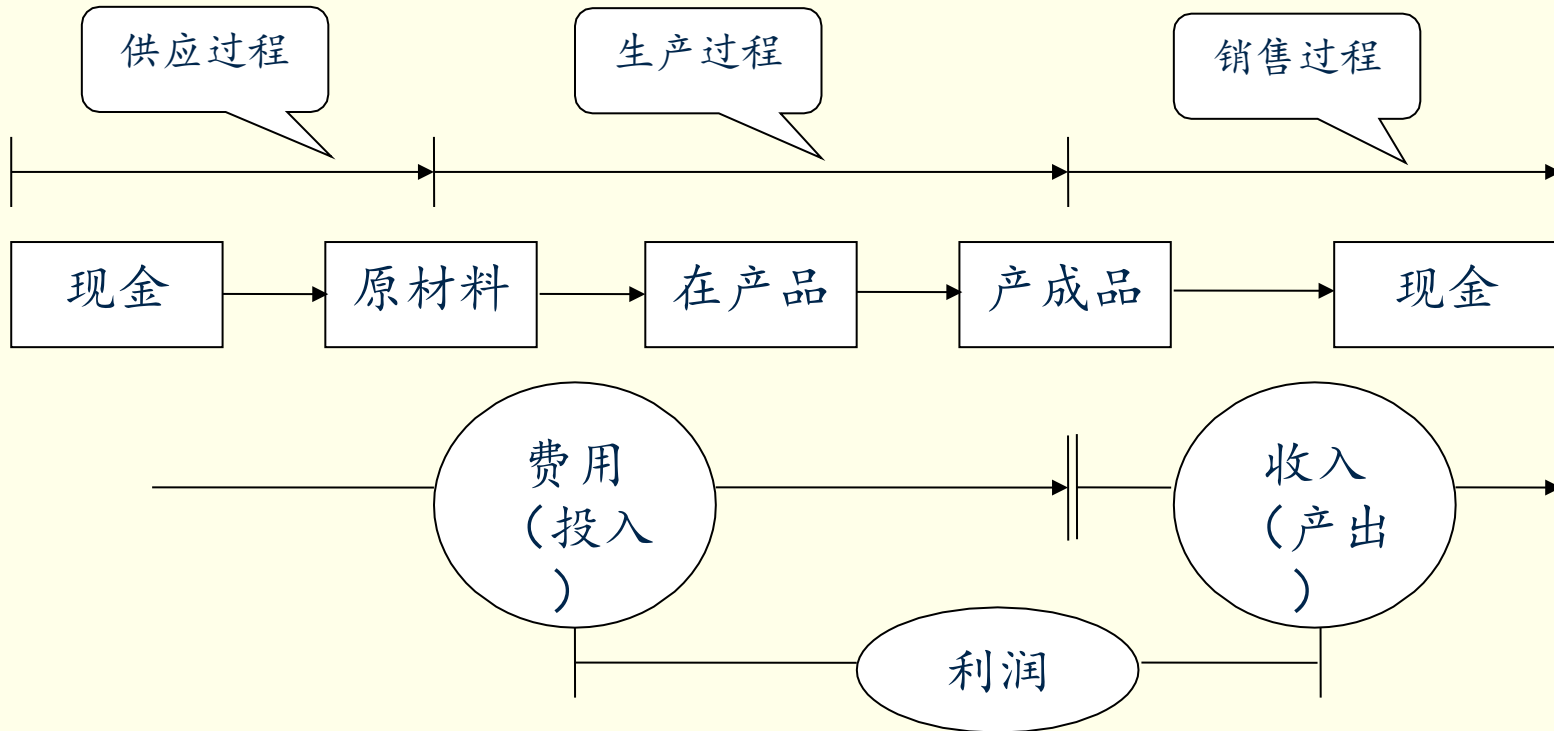 供应过程
生产过程
销售过程
现金
原材料
在产品
产成品
现金
费用
（投入
）
收入
（产出
）
利润